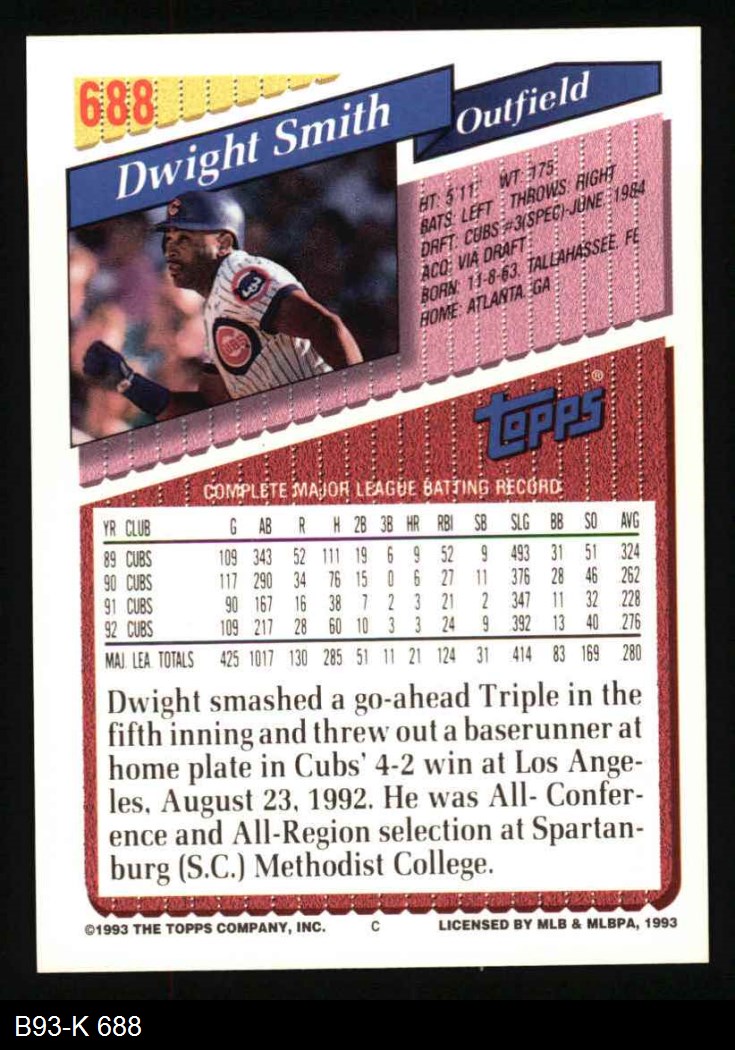 688
Dwight Smith
Outfield
HT: 5'11" WT: 175
BATS: LEFT THROWS: RIGHT
DRFT: CUBS #3(SPEC)-JUNE, 1984
ACQ: VIA DRAFT
BORN: 11-8-63, TALLAHASSEE, FE
HOME: ATLANTA, GA
CUBS
topps®
COMPLETE MAJOR LEAGUE BATTING RECORD
YR CLUB G AB R H 2B 3B HR RBI SB SLG BB SO AVG
89 CUBS 109 343 52 111 19 6 9 52 9 .493 31 51 .324
90 CUBS 117 290 34 76 15 0 6 27 11 .376 28 46 .262
91 CUBS 90 167 16 38 7 2 3 21 2 .347 11 32 .228
92 CUBS 109 217 28 60 10 3 3 24 9 .392 13 40 .276
MAJ. LEA. TOTALS 425 1017 130 285 51 11 21 124 31 .414 83 169 .280
Dwight smashed a go-ahead Triple in the
fifth inning and threw out a baserunner at
home plate in Cubs' 4-2 win at Los Ange-
les, August 23, 1992. He was All- Confer-
ence and All-Region selection at Spartan-
burg (S.C.) Methodist College.
©1993 THE TOPPS COMPANY, INC. C LICENSED BY MLB & MLBPA, 1993
B93-K 688